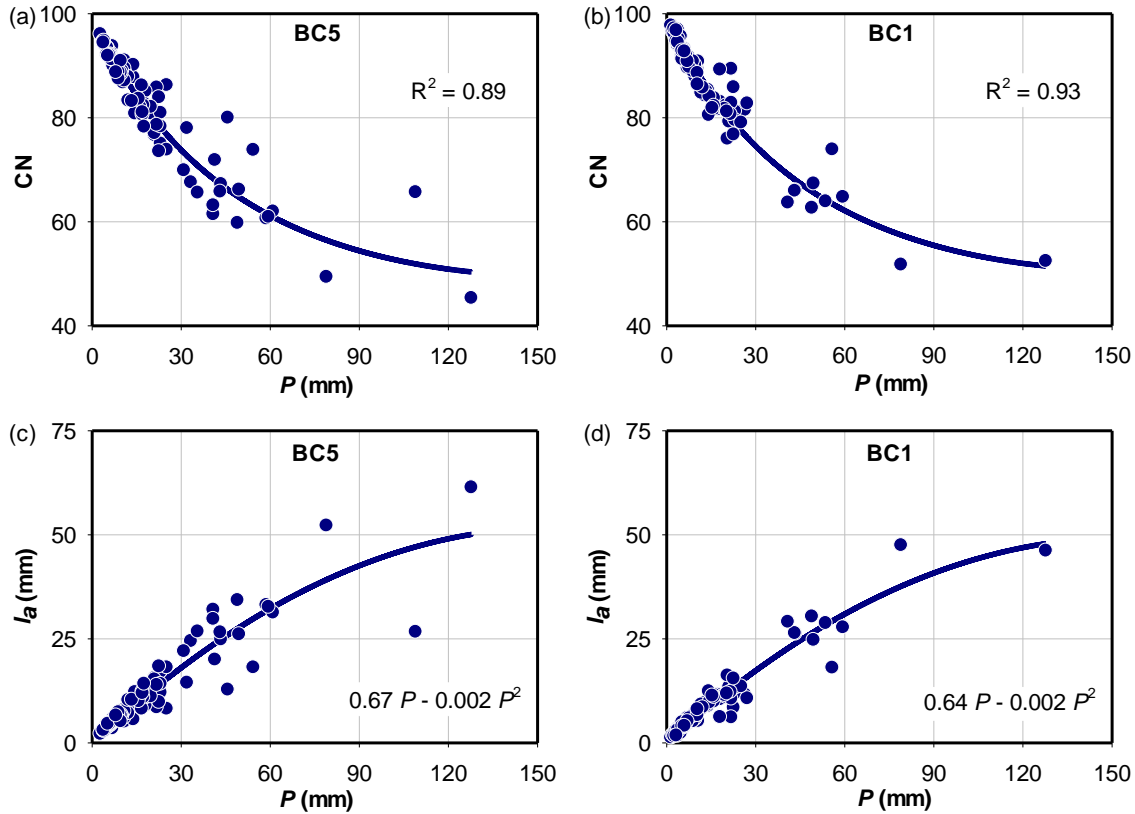 (a)
BC5
R² = 0.89
CN
100
80
60
40
0 30 60 90 120 150
P (mm)
(b)
BC1
R² = 0.93
CN
100
80
60
40
0 30 60 90 120 150
P (mm)
(c)
BC5
Ia (mm)
75
50
25
0
0.67 P - 0.002 P²
0 30 60 90 120 150
P (mm)
(d)
BC1
Ia (mm)
75
50
25
0
0.64 P - 0.002 P²
0 30 60 90 120 150
P (mm)